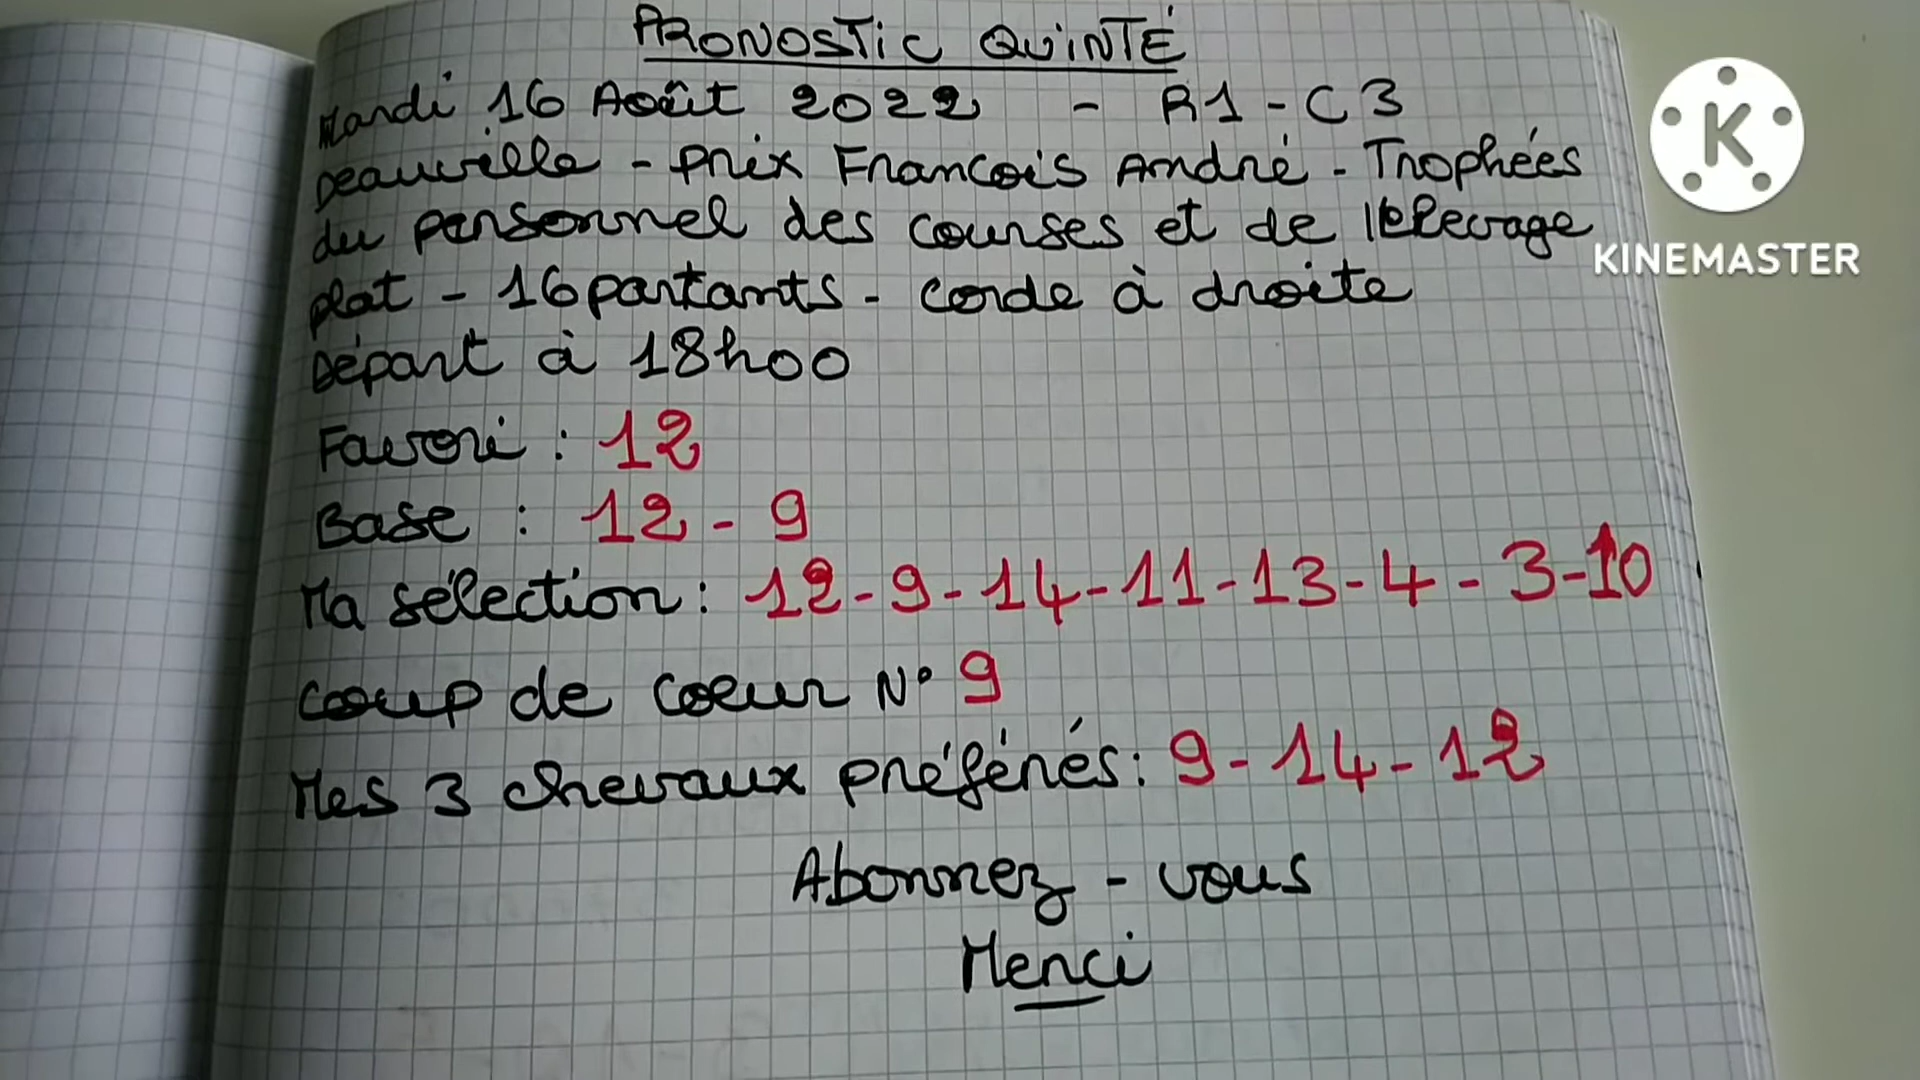 PRONOSTIC QUINTÉ
Mardi 16 Août 2022 - R1 - C3
Deauville - Prix Francois André - Trophées
du personnel des courses et de l'élevage
plat - 16 partants - corde à droite
Départ à 18h00
Favori : 12
Base : 12 - 9
Ma sélection : 12 - 9 - 14 - 11 - 13 - 4 - 3 - 10
Coup de coeur N° 9
Mes 3 chevaux préférés : 9 - 14 - 12
Abonnez - vous
Merci
K
KINEMASTER